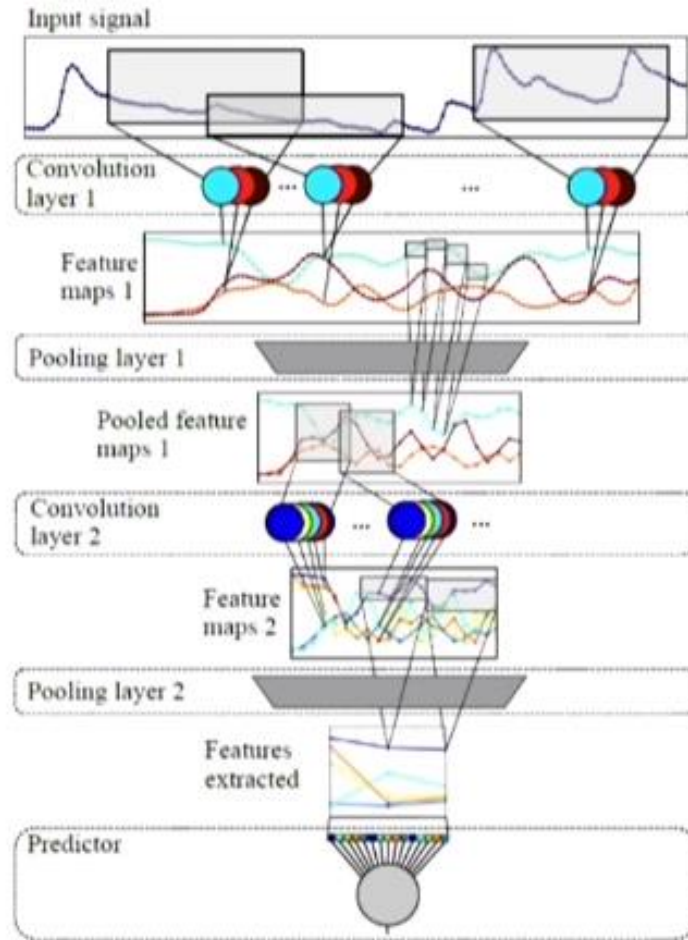 Input signal
Convolution
layer 1
...
...
Feature
maps 1
Pooling layer 1
Pooled feature
maps 1
Convolution
layer 2
...
...
Feature
maps 2
Pooling layer 2
Features
extracted
Predictor